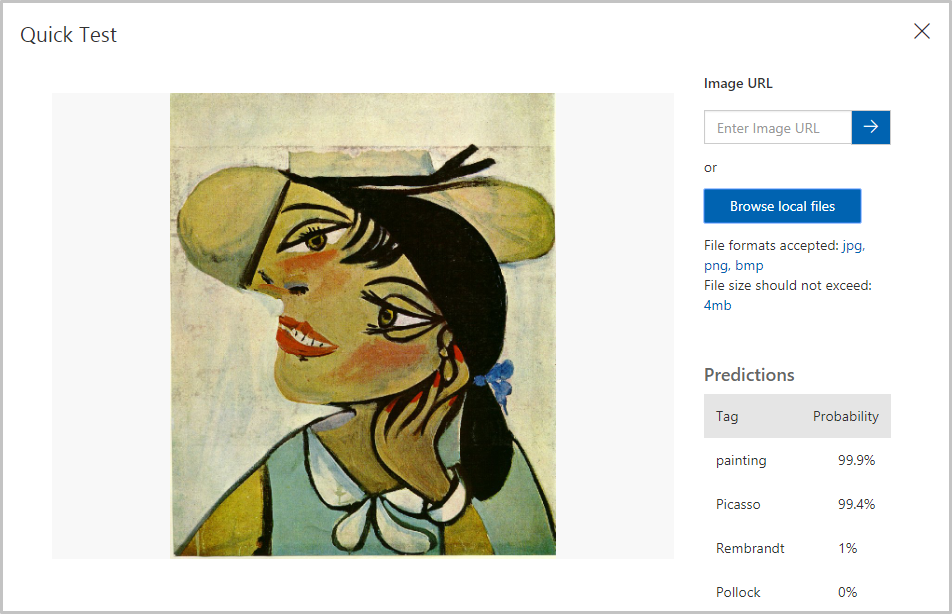 Quick Test
Image URL
Enter Image URL
or
Browse local files
File formats accepted: jpg,
png, bmp
File size should not exceed:
4mb
Predictions
Tag Probability
painting 99.9%
Picasso 99.4%
Rembrandt 1%
Pollock 0%